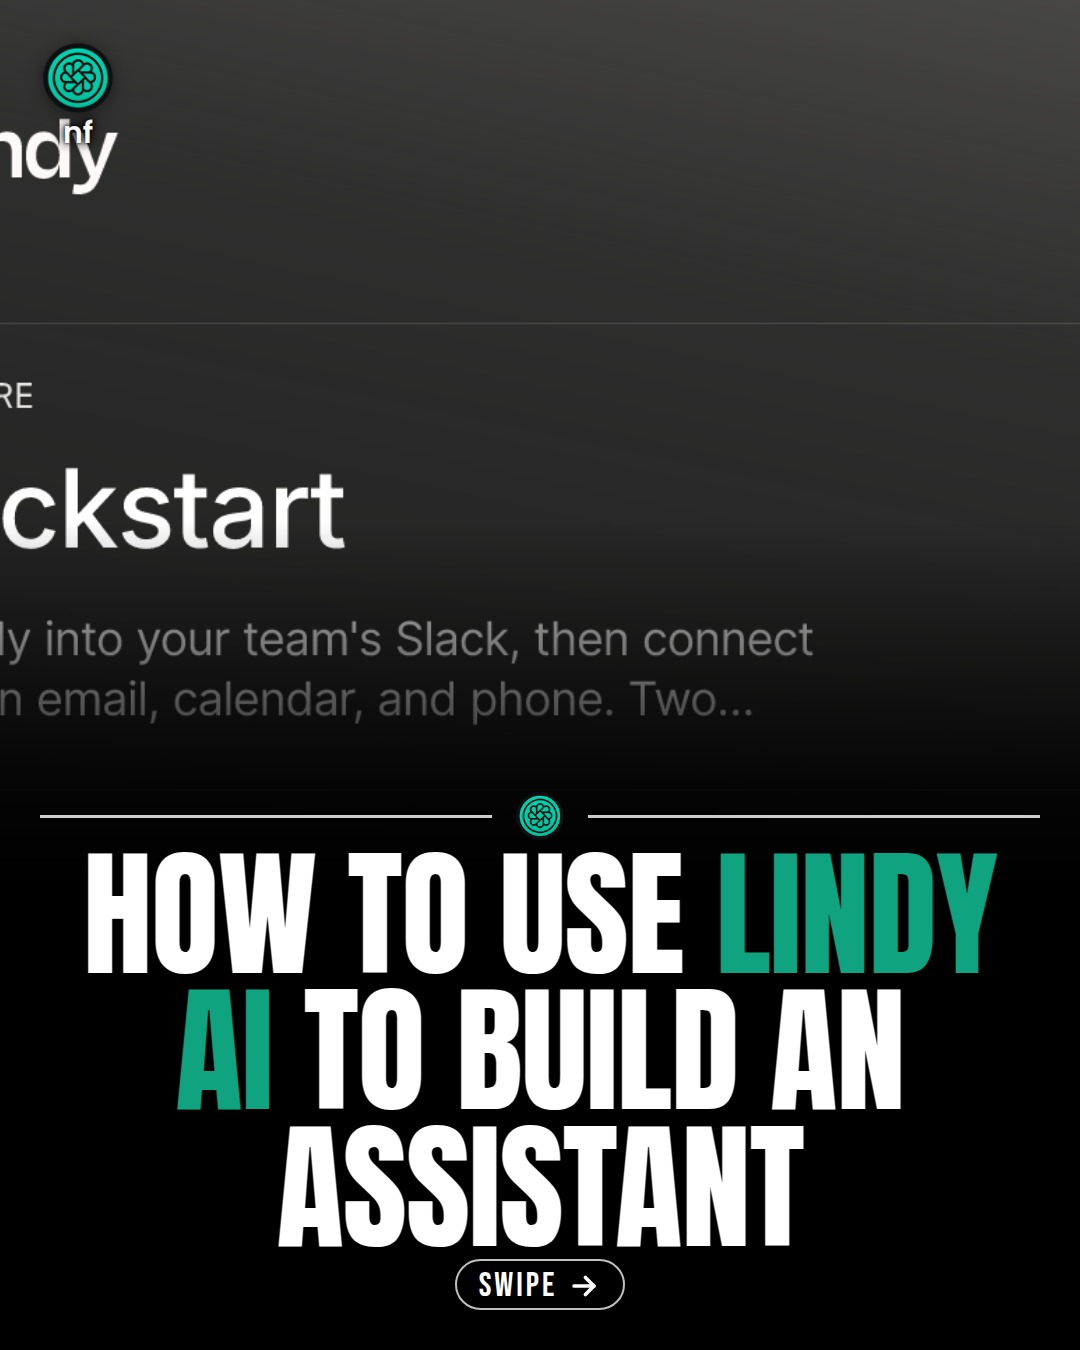 nf
ndy
RE
ckstart
ly into your team's Slack, then connect
n email, calendar, and phone. Two...
HOW TO USE LINDY
AI TO BUILD AN
ASSISTANT
SWIPE →